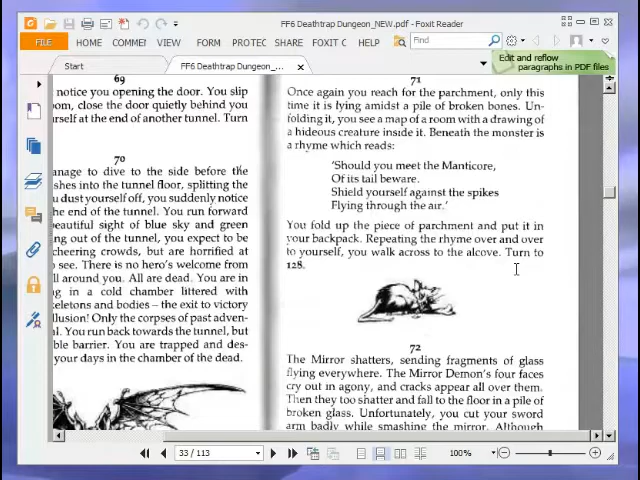 FF6 Deathtrap Dungeon_NEW.pdf - Foxit Reader
FILE HOME COMMEN VIEW FORM PROTEC SHARE FOXIT C HELP Find
Edit and reflow
paragraphs in PDF files
Start FF6 Deathtrap Dungeon_...
69
notice you opening the door. You slip
om, close the door quietly behind you
urself at the end of another tunnel. Turn
70
anage to dive to the side before the
shes into the tunnel floor, splitting the
u dust yourself off, you suddenly notice
he end of the tunnel. You run forward
beautiful sight of blue sky and green
ng out of the tunnel, you expect to be
cheering crowds, but are horrified at
see. There is no hero's welcome from
ll around you. All are dead. You are in
g in a cold chamber littered with
keletons and bodies – the exit to victory
llusion! Only the corpses of past adven-
l. You run back towards the tunnel, but
ble barrier. You are trapped and des-
your days in the chamber of the dead.
71
Once again you reach for the parchment, only this
time it is lying amidst a pile of broken bones. Un-
folding it, you see a map of a room with a drawing of
a hideous creature inside it. Beneath the monster is
a rhyme which reads:
'Should you meet the Manticore,
Of its tail beware.
Shield yourself against the spikes
Flying through the air.'
You fold up the piece of parchment and put it in
your backpack. Repeating the rhyme over and over
to yourself, you walk across to the alcove. Turn to
128.
72
The Mirror shatters, sending fragments of glass
flying everywhere. The Mirror Demon's four faces
cry out in agony, and cracks appear all over them.
Then they too shatter and fall to the floor in a pile of
broken glass. Unfortunately, you cut your sword
arm badly while smashing the mirror. Although
33 / 113 100%